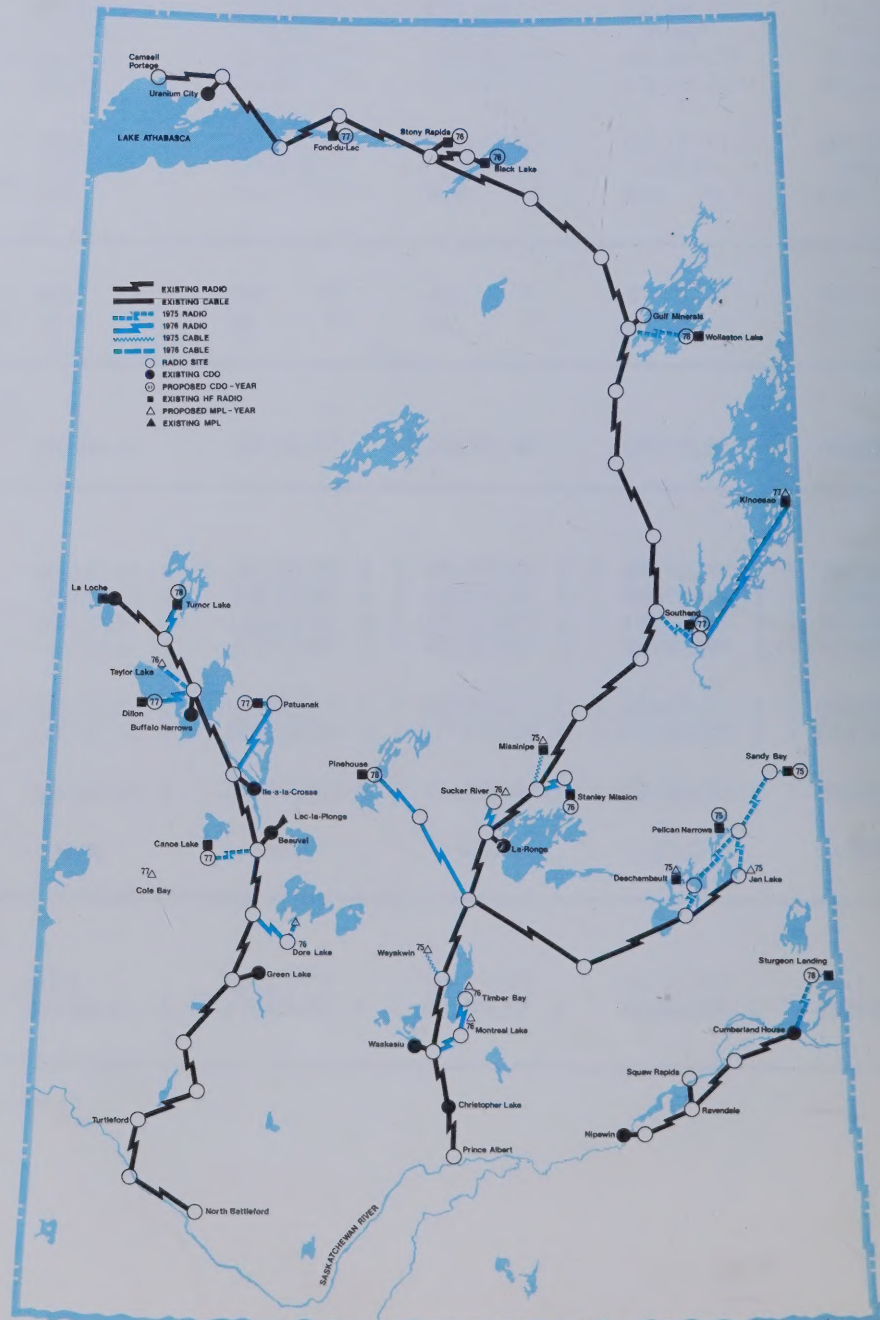 Camsell
Portage
Uranium City
LAKE ATHABASCA
77
Fond-du-Lac
Stony Rapids
76
76
Black Lake
EXISTING RADIO
EXISTING CABLE
1975 RADIO
1976 RADIO
1975 CABLE
1976 CABLE
RADIO SITE
EXISTING CDO
PROPOSED CDO-YEAR
EXISTING HF RADIO
PROPOSED MPL-YEAR
EXISTING MPL
Gulf Minerals
78
Wollaston Lake
77
Kinoosao
La Loche
78
Turnor Lake
Southend
77
Taylor Lake
76
Dillon
77
Buffalo Narrows
77
Patuanak
Ile-a-la-Crosse
Pinehouse
78
Missinipe
75
Sucker River
76
Stanley Mission
76
La-Ronge
Sandy Bay
75
Pelican Narrows
75
Deschambault
75
Jan Lake
75
Lac-la-Plonge
Beauval
Canoe Lake
77
77
Cole Bay
Dore Lake
76
Green Lake
Weyakwin
75
76
Timber Bay
76
Montreal Lake
Waskesiu
Sturgeon Landing
78
Cumberland House
Squaw Rapids
Ravendale
Nipawin
Christopher Lake
Prince Albert
Turtleford
North Battleford
SASKATCHEWAN RIVER